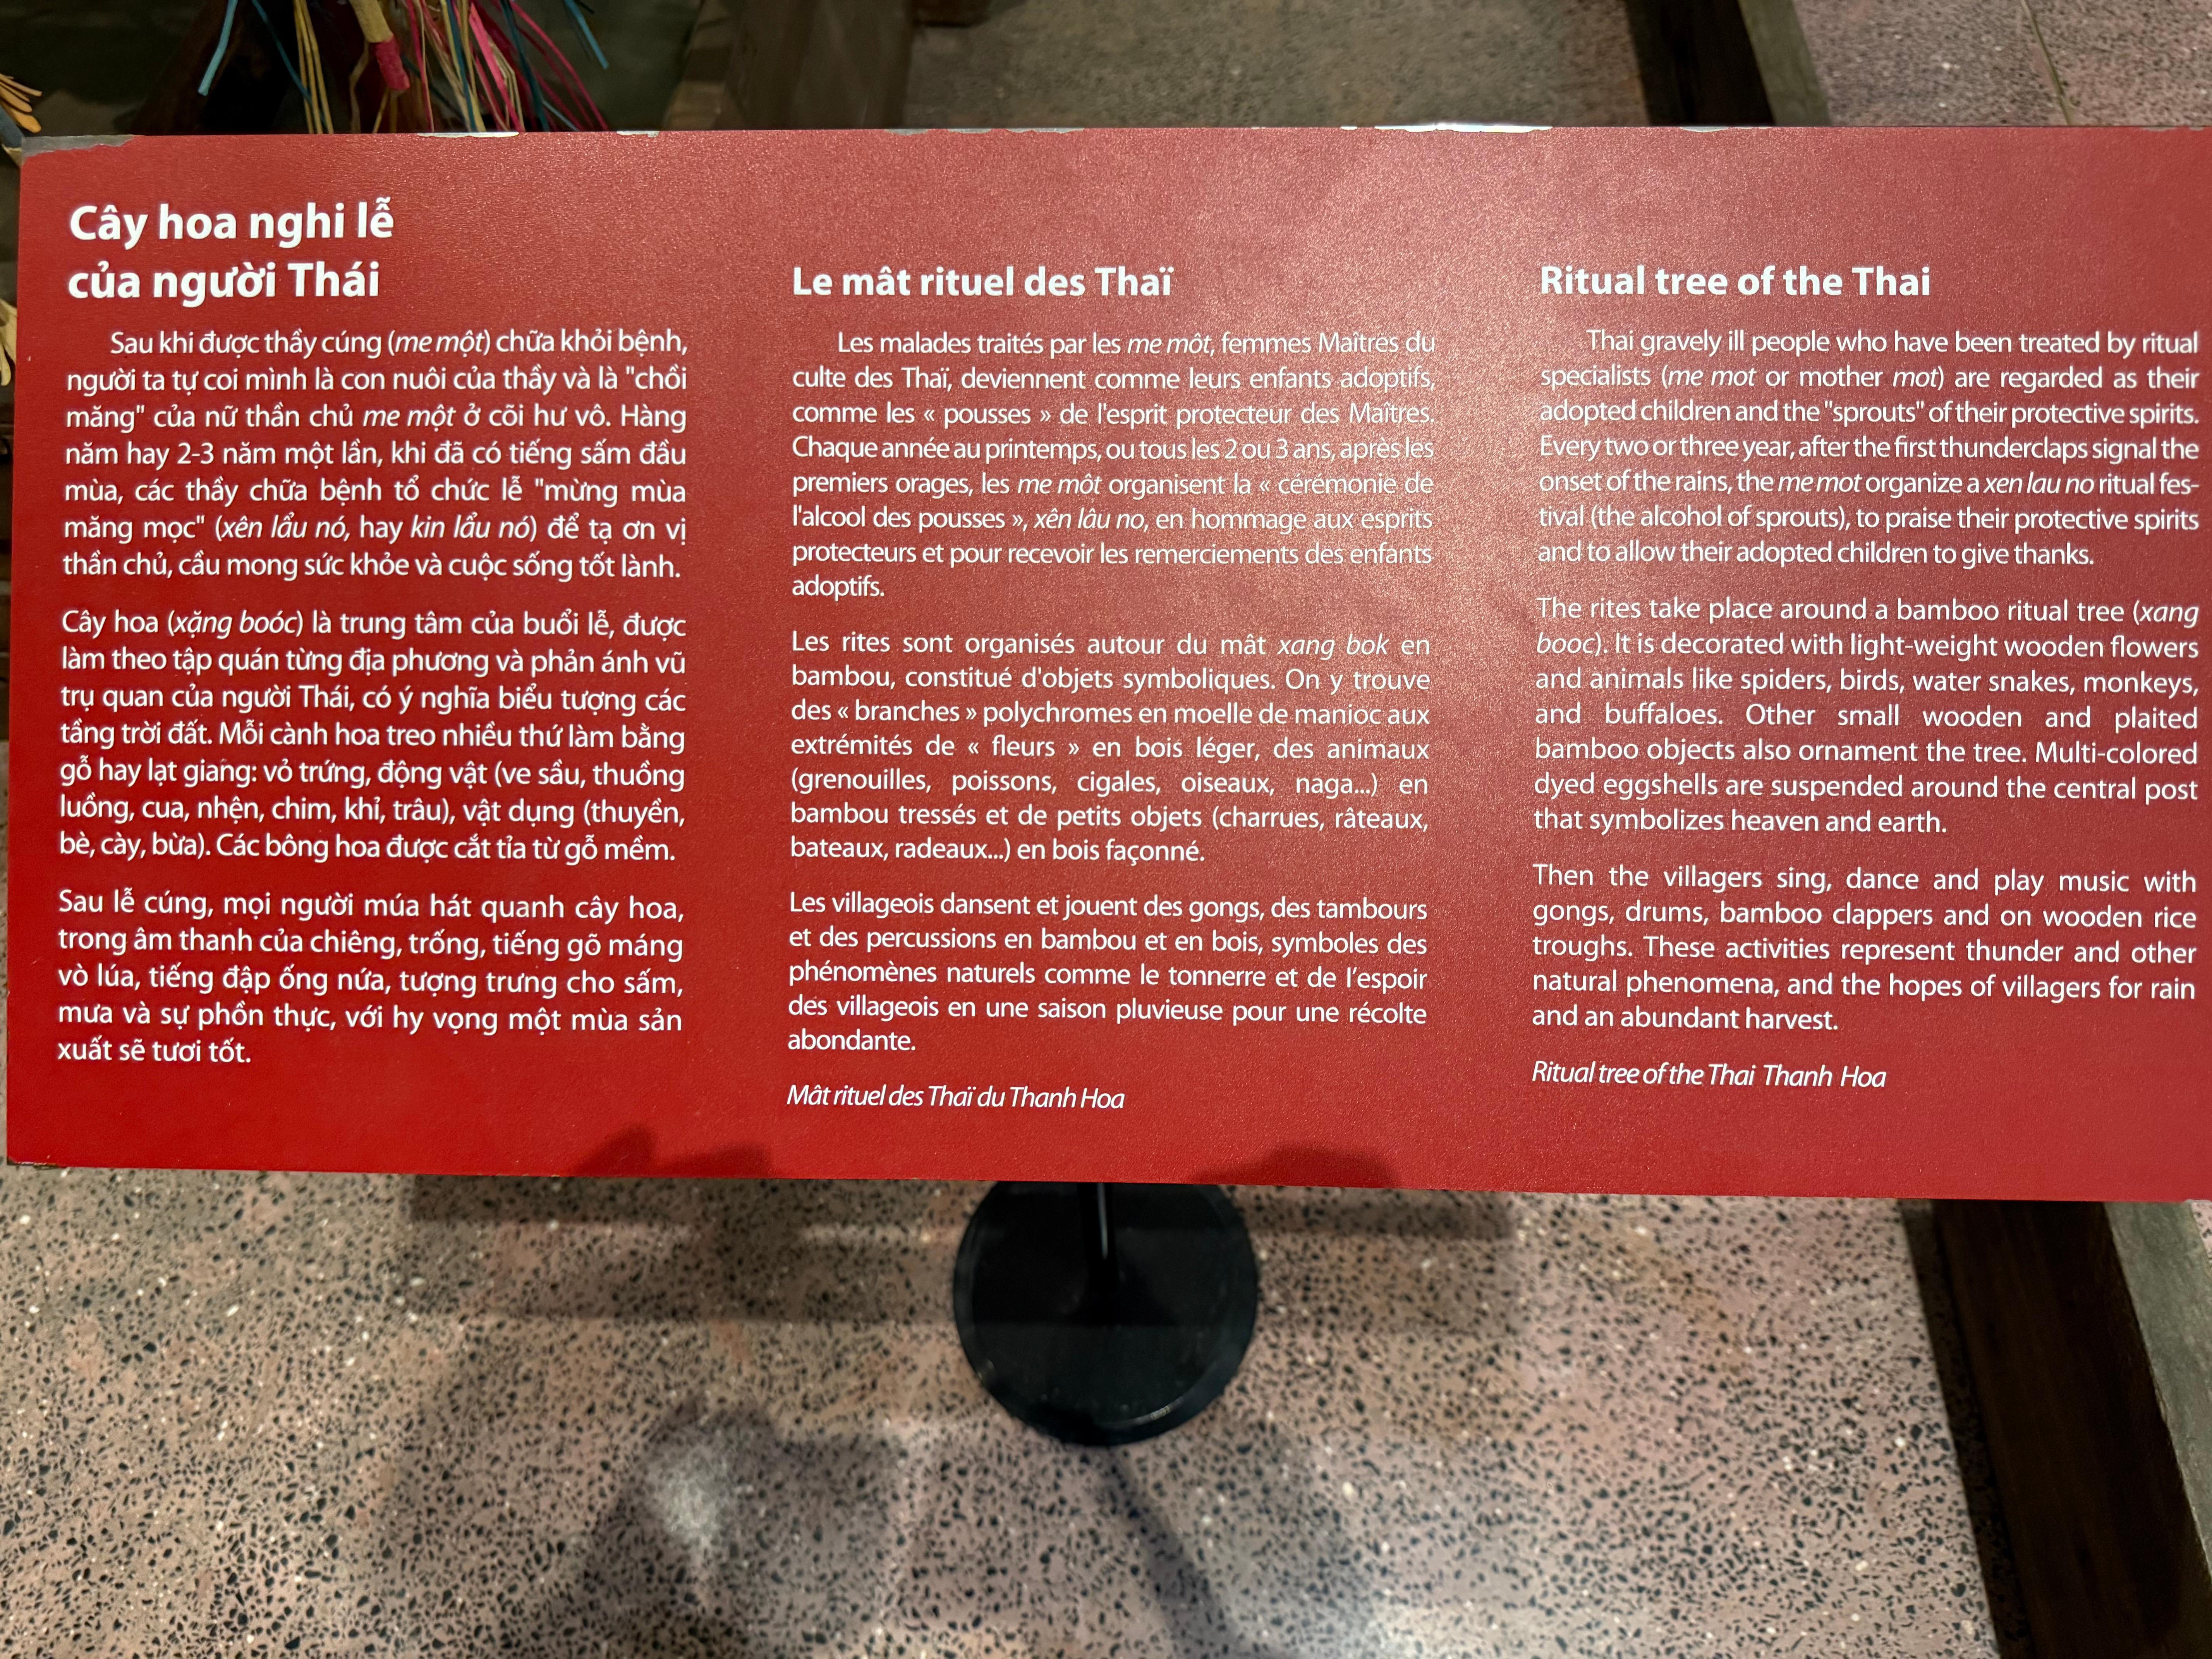 Cây hoa nghi lễ
của người Thái
Sau khi được thầy cúng (me một) chữa khỏi bệnh,
người ta tự coi mình là con nuôi của thầy và là "chồi
măng" của nữ thần chủ me một ở cõi hư vô. Hàng
năm hay 2-3 năm một lần, khi đã có tiếng sấm đầu
mùa, các thầy chữa bệnh tổ chức lễ "mừng mùa
măng mọc" (xên lẩu nó, hay kin lẩu nó) để tạ ơn vị
thần chủ, cầu mong sức khỏe và cuộc sống tốt lành.
Cây hoa (xặng boóc) là trung tâm của buổi lễ, được
làm theo tập quán từng địa phương và phản ánh vũ
trụ quan của người Thái, có ý nghĩa biểu tượng các
tầng trời đất. Mỗi cành hoa treo nhiều thứ làm bằng
gỗ hay lạt giang: vỏ trứng, động vật (ve sầu, thuồng
luồng, cua, nhện, chim, khỉ, trâu), vật dụng (thuyền,
bè, cày, bừa). Các bông hoa được cắt tỉa từ gỗ mềm.
Sau lễ cúng, mọi người múa hát quanh cây hoa,
trong âm thanh của chiêng, trống, tiếng gõ máng
vò lúa, tiếng đập ống nứa, tượng trưng cho sấm,
mưa và sự phồn thực, với hy vọng một mùa sản
xuất sẽ tươi tốt.
Le mât rituel des Thaï
Les malades traités par les me môt, femmes Maîtres du
culte des Thaï, deviennent comme leurs enfants adoptifs,
comme les « pousses » de l'esprit protecteur des Maîtres.
Chaque année au printemps, ou tous les 2 ou 3 ans, après les
premiers orages, les me môt organisent la « cérémonie de
l'alcool des pousses », xên lâu no, en hommage aux esprits
protecteurs et pour recevoir les remerciements des enfants
adoptifs.
Les rites sont organisés autour du mât xang bok en
bambou, constitué d'objets symboliques. On y trouve
des « branches » polychromes en moelle de manioc aux
extrémités de « fleurs » en bois léger, des animaux
(grenouilles, poissons, cigales, oiseaux, naga...) en
bambou tressés et de petits objets (charrues, râteaux,
bateaux, radeaux...) en bois façonné.
Les villageois dansent et jouent des gongs, des tambours
et des percussions en bambou et en bois, symboles des
phénomènes naturels comme le tonnerre et de l'espoir
des villageois en une saison pluvieuse pour une récolte
abondante.
Mât rituel des Thaï du Thanh Hoa
Ritual tree of the Thai
Thai gravely ill people who have been treated by ritual
specialists (me mot or mother mot) are regarded as their
adopted children and the "sprouts" of their protective spirits.
Every two or three year, after the first thunderclaps signal the
onset of the rains, the me mot organize a xen lau no ritual fes-
tival (the alcohol of sprouts), to praise their protective spirits
and to allow their adopted children to give thanks.
The rites take place around a bamboo ritual tree (xang
booc). It is decorated with light-weight wooden flowers
and animals like spiders, birds, water snakes, monkeys,
and buffaloes. Other small wooden and plaited
bamboo objects also ornament the tree. Multi-colored
dyed eggshells are suspended around the central post
that symbolizes heaven and earth.
Then the villagers sing, dance and play music with
gongs, drums, bamboo clappers and on wooden rice
troughs. These activities represent thunder and other
natural phenomena, and the hopes of villagers for rain
and an abundant harvest.
Ritual tree of the Thai Thanh Hoa